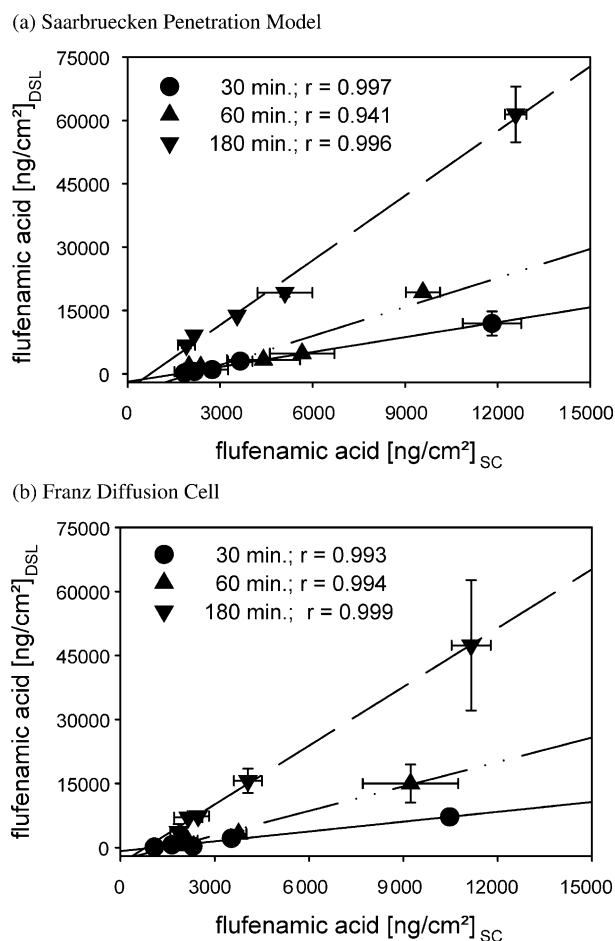 (a) Saarbruecken Penetration Model
flufenamic acid [ng/cm²]DSL
75000
60000
45000
30000
15000
0
30 min.; r = 0.997
60 min.; r = 0.941
180 min.; r = 0.996
0 3000 6000 9000 12000 15000
flufenamic acid [ng/cm²]SC
(b) Franz Diffusion Cell
flufenamic acid [ng/cm²]DSL
75000
60000
45000
30000
15000
0
30 min.; r = 0.993
60 min.; r = 0.994
180 min.; r = 0.999
0 3000 6000 9000 12000 15000
flufenamic acid [ng/cm²]SC